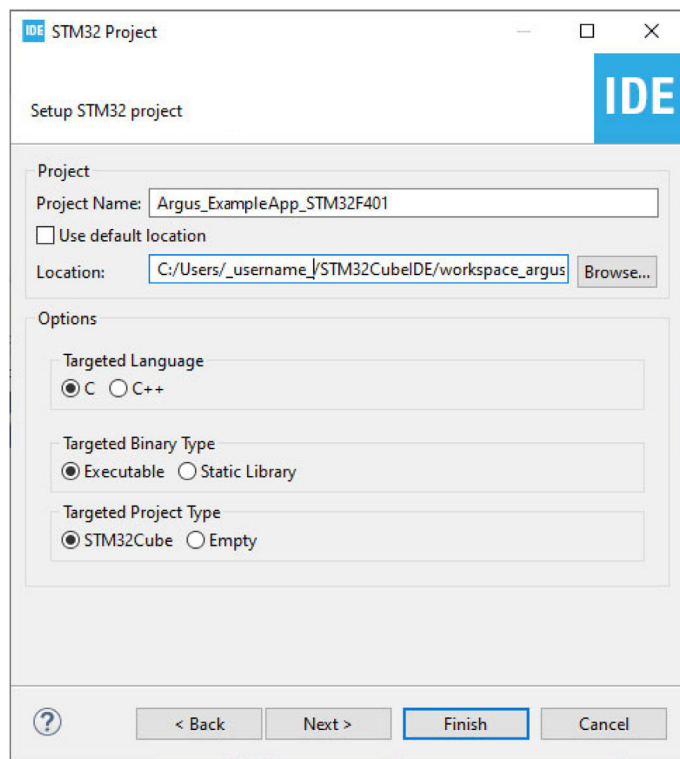 IDE STM32 Project
IDE
Setup STM32 project
Project
Project Name: Argus_ExampleApp_STM32F401
Use default location
Location: C:/Users/_username_/STM32CubeIDE/workspace_argus Browse...
Options
Targeted Language
C C++
Targeted Binary Type
Executable Static Library
Targeted Project Type
STM32Cube Empty
? < Back Next > Finish Cancel